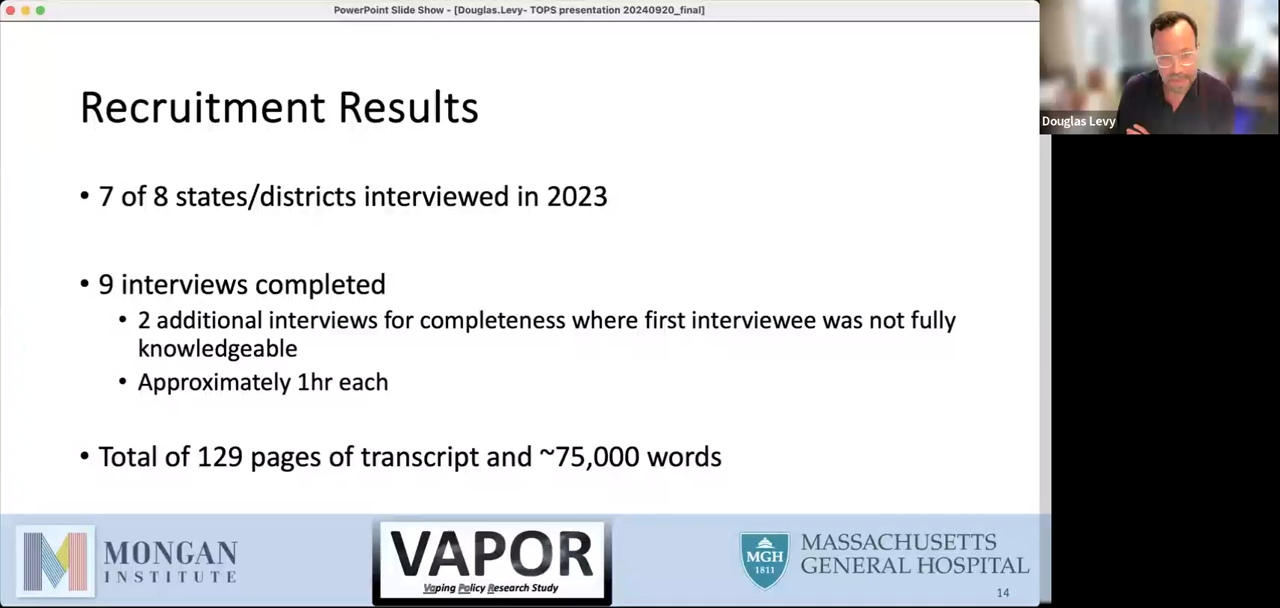 PowerPoint Slide Show - [Douglas.Levy- TOPS presentation 20240920_final]
Recruitment Results
• 7 of 8 states/districts interviewed in 2023
• 9 interviews completed
• 2 additional interviews for completeness where first interviewee was not fully
knowledgeable
• Approximately 1hr each
• Total of 129 pages of transcript and ~75,000 words
Douglas Levy
MONGAN
INSTITUTE
VAPOR
Vaping Policy Research Study
MGH
1811
MASSACHUSETTS
GENERAL HOSPITAL
14